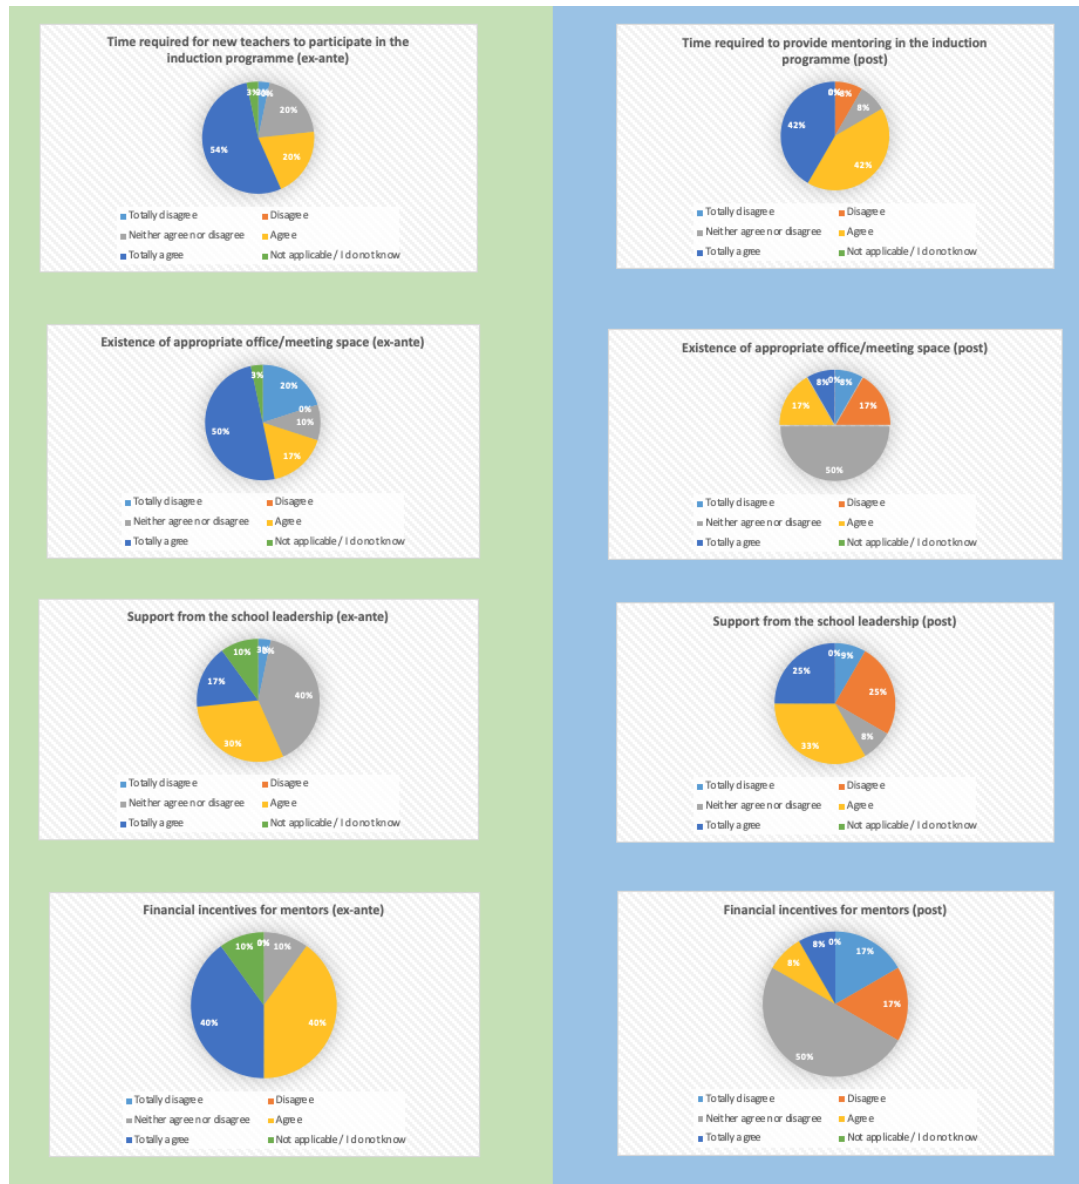 Time required for new teachers to participate in the
induction programme (ex-ante)
3% 3% 0%
20%
54%
20%
Totally disagree Disagree
Neither agree nor disagree Agree
Totally agree Not applicable / I do not know
Time required to provide mentoring in the induction
programme (post)
0% 0% 8%
8%
42%
42%
Totally disagree Disagree
Neither agree nor disagree Agree
Totally agree Not applicable / I do not know
Existence of appropriate office/meeting space (ex-ante)
3%
20%
0%
10%
50%
17%
Totally disagree Disagree
Neither agree nor disagree Agree
Totally agree Not applicable / I do not know
Existence of appropriate office/meeting space (post)
8% 0% 8%
17% 17%
50%
Totally disagree Disagree
Neither agree nor disagree Agree
Totally agree Not applicable / I do not know
Support from the school leadership (ex-ante)
10% 3% 0%
17%
40%
30%
Totally disagree Disagree
Neither agree nor disagree Agree
Totally agree Not applicable / I do not know
Support from the school leadership (post)
0% 9%
25% 25%
8%
33%
Totally disagree Disagree
Neither agree nor disagree Agree
Totally agree Not applicable / I do not know
Financial incentives for mentors (ex-ante)
10% 0% 10%
40% 40%
Totally disagree Disagree
Neither agree nor disagree Agree
Totally agree Not applicable / I do not know
Financial incentives for mentors (post)
8% 0% 17%
8%
17%
50%
Totally disagree Disagree
Neither agree nor disagree Agree
Totally agree Not applicable / I do not know